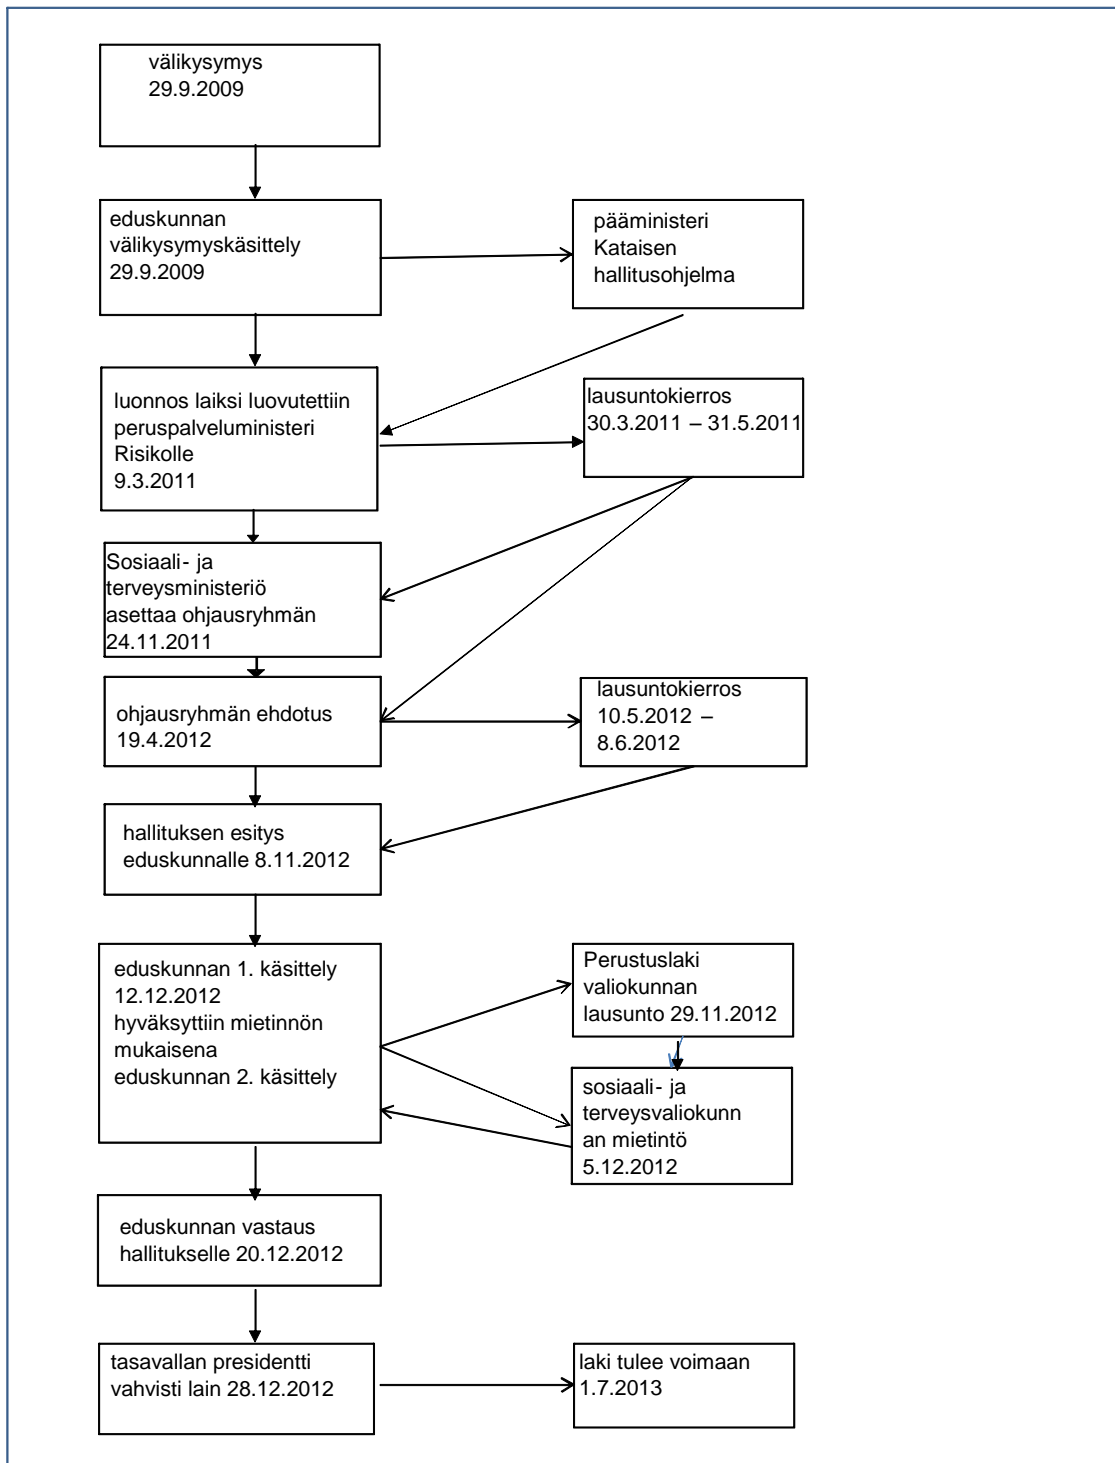 välikysymys
29.9.2009
eduskunnan
välikysymyskäsittely
29.9.2009
pääministeri
Kataisen
hallitusohjelma
luonnos laiksi luovutettiin
peruspalveluministeri
Risikolle
9.3.2011
lausuntokierros
30.3.2011 – 31.5.2011
Sosiaali- ja
terveysministeriö
asettaa ohjausryhmän
24.11.2011
ohjausryhmän ehdotus
19.4.2012
lausuntokierros
10.5.2012 –
8.6.2012
hallituksen esitys
eduskunnalle 8.11.2012
eduskunnan 1. käsittely
12.12.2012
hyväksyttiin mietinnön
mukaisena
eduskunnan 2. käsittely
Perustuslaki
valiokunnan
lausunto 29.11.2012
sosiaali- ja
terveysvaliokunn
an mietintö
5.12.2012
eduskunnan vastaus
hallitukselle 20.12.2012
tasavallan presidentti
vahvisti lain 28.12.2012
laki tulee voimaan
1.7.2013